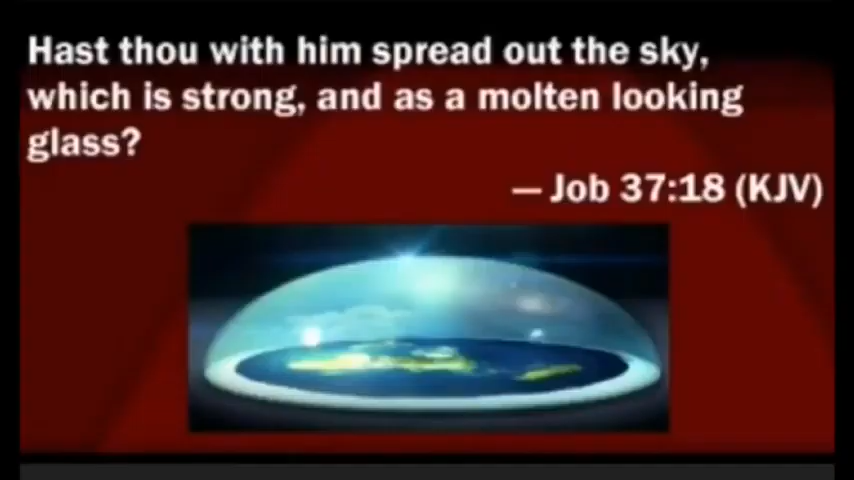 Hast thou with him spread out the sky,
which is strong, and as a molten looking
glass?
— Job 37:18 (KJV)